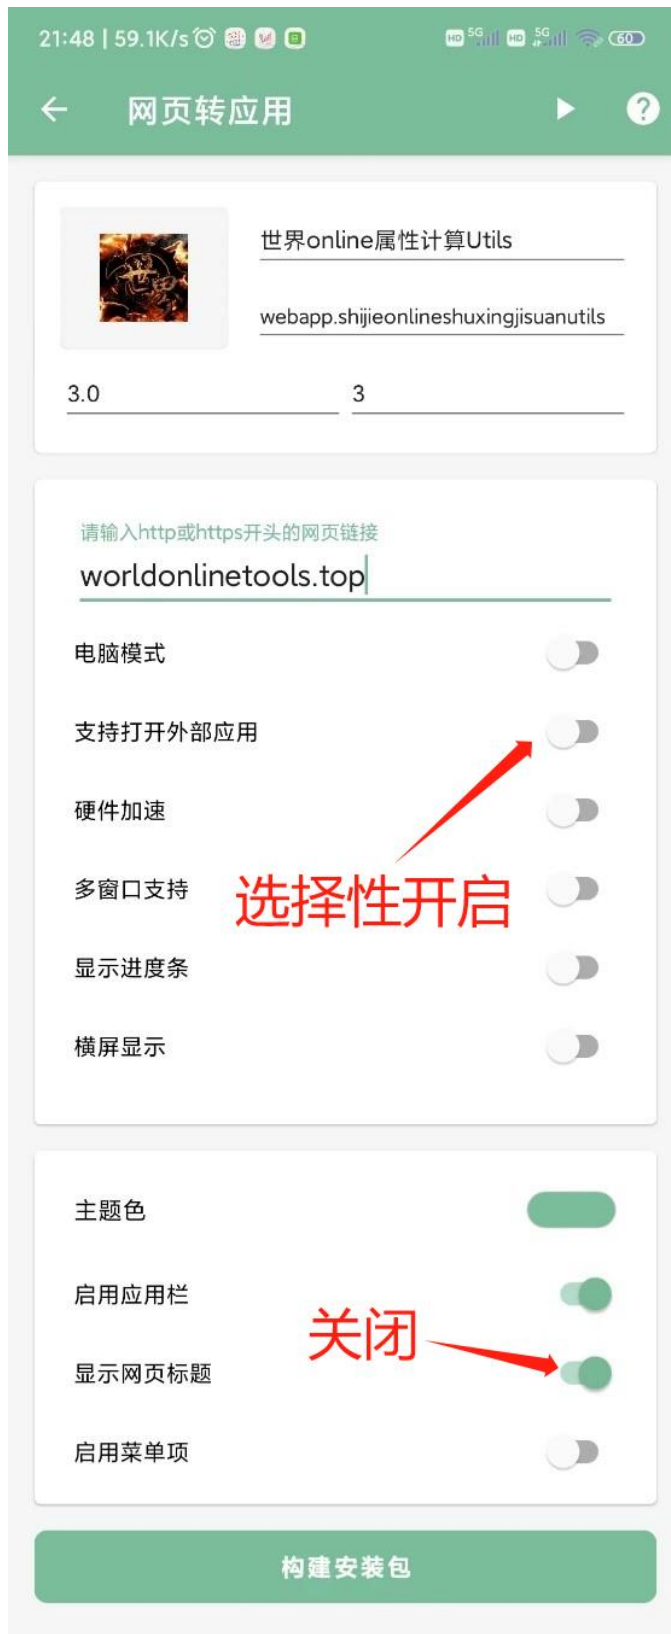 21:48 | 59.1K/s HD 5G HD 5G 60
网页转应用
世界online属性计算Utils
webapp.shijieonlineshuxingjisuanutils
3.0 3
请输入http或https开头的网页链接
worldonlinetools.top
电脑模式
支持打开外部应用
硬件加速
多窗口支持
选择性开启
显示进度条
横屏显示
主题色
启用应用栏
关闭
显示网页标题
启用菜单项
构建安装包